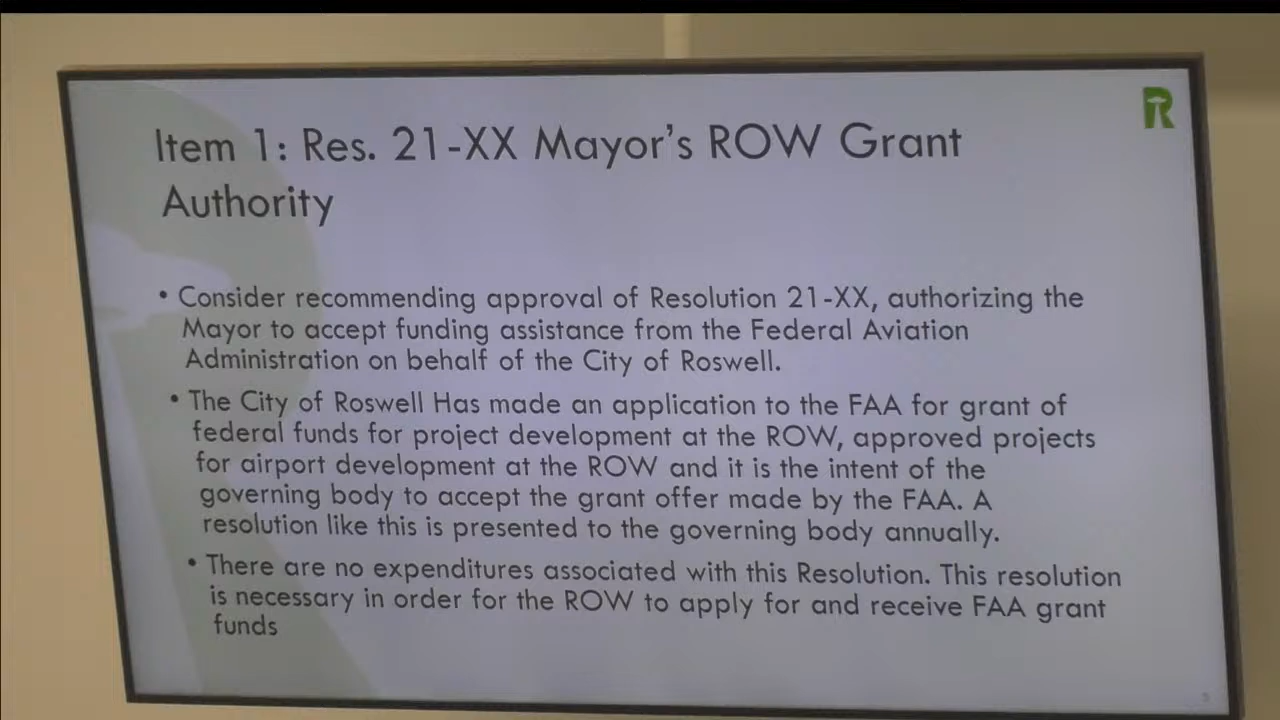 Item 1: Res. 21-XX Mayor's ROW Grant
Authority
• Consider recommending approval of Resolution 21-XX, authorizing the
Mayor to accept funding assistance from the Federal Aviation
Administration on behalf of the City of Roswell.
• The City of Roswell Has made an application to the FAA for grant of
federal funds for project development at the ROW, approved projects
for airport development at the ROW and it is the intent of the
governing body to accept the grant offer made by the FAA. A
resolution like this is presented to the governing body annually.
• There are no expenditures associated with this Resolution. This resolution
is necessary in order for the ROW to apply for and receive FAA grant
funds